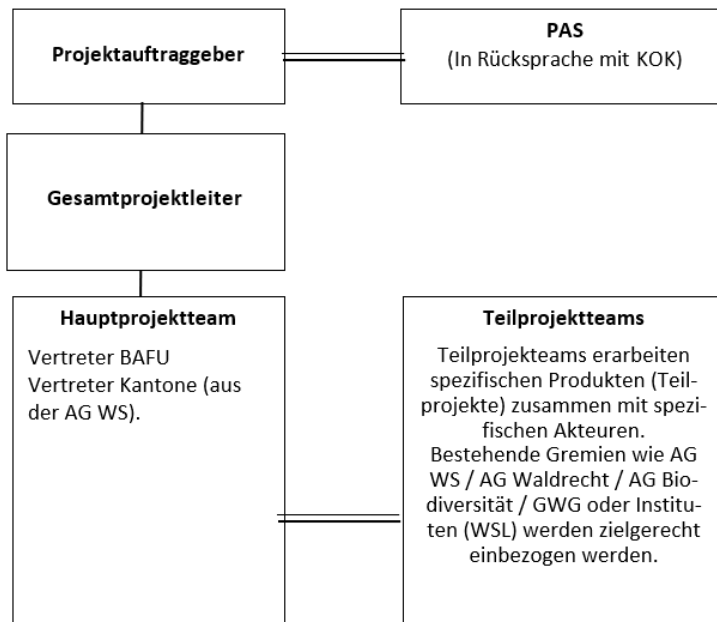 Projektauftraggeber
PAS
(In Rücksprache mit KOK)
Gesamtprojektleiter
Hauptprojektteam
Vertreter BAFU
Vertreter Kantone (aus
der AG WS).
Teilprojektteams
Teilprojekteams erarbeiten
spezifischen Produkten (Teil-
projekte) zusammen mit spezi-
fischen Akteuren.
Bestehende Gremien wie AG
WS / AG Waldrecht / AG Bio-
diversität / GWG oder Institu-
ten (WSL) werden zielgerecht
einbezogen werden.